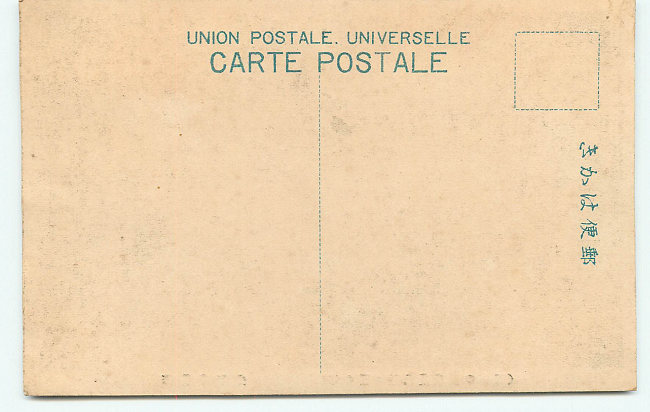 UNION POSTALE. UNIVERSELLE
CARTE POSTALE
郵便はかき